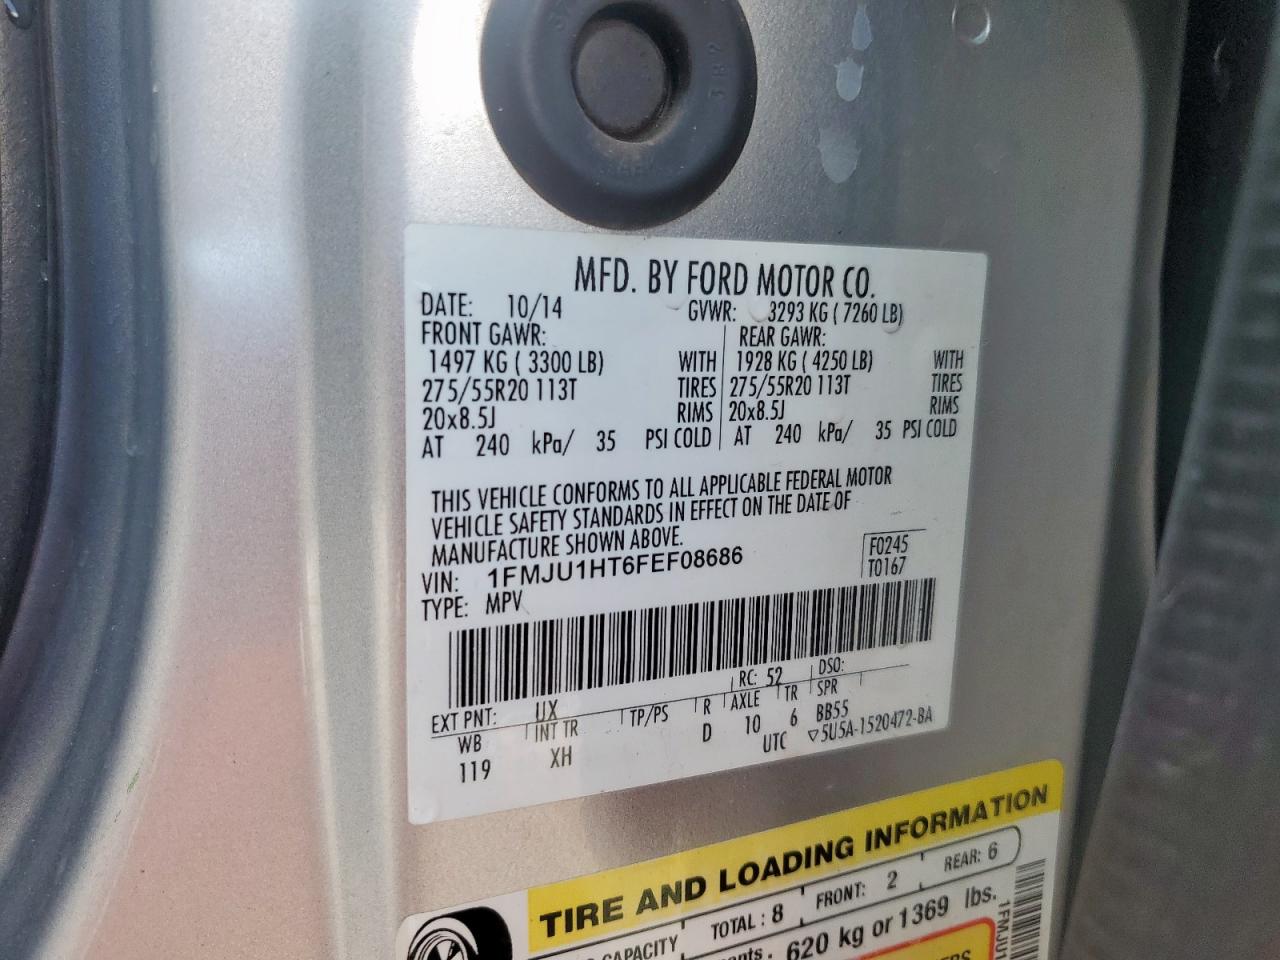 MFD. BY FORD MOTOR CO.
DATE: 10/14 GVWR: 3293 KG ( 7260 LB)
FRONT GAWR: REAR GAWR:
1497 KG ( 3300 LB) WITH 1928 KG ( 4250 LB) WITH
275/55R20 113T TIRES 275/55R20 113T TIRES
20x8.5J RIMS 20x8.5J RIMS
AT 240 kPa/ 35 PSI COLD AT 240 kPa/ 35 PSI COLD
THIS VEHICLE CONFORMS TO ALL APPLICABLE FEDERAL MOTOR
VEHICLE SAFETY STANDARDS IN EFFECT ON THE DATE OF
MANUFACTURE SHOWN ABOVE.
VIN: 1FMJU1HT6FEF08686 F0245
TYPE: MPV T0167
EXT PNT: UX RC: 52 DSO:
WB INT TR TP/PS R AXLE TR SPR
119 XH D 10 6 BB55
UTC ▽5U5A-1520472-BA
TIRE AND LOADING INFORMATION
CAPACITY TOTAL : 8 FRONT: 2 REAR: 6
620 kg or 1369 lbs.
1FMJU1